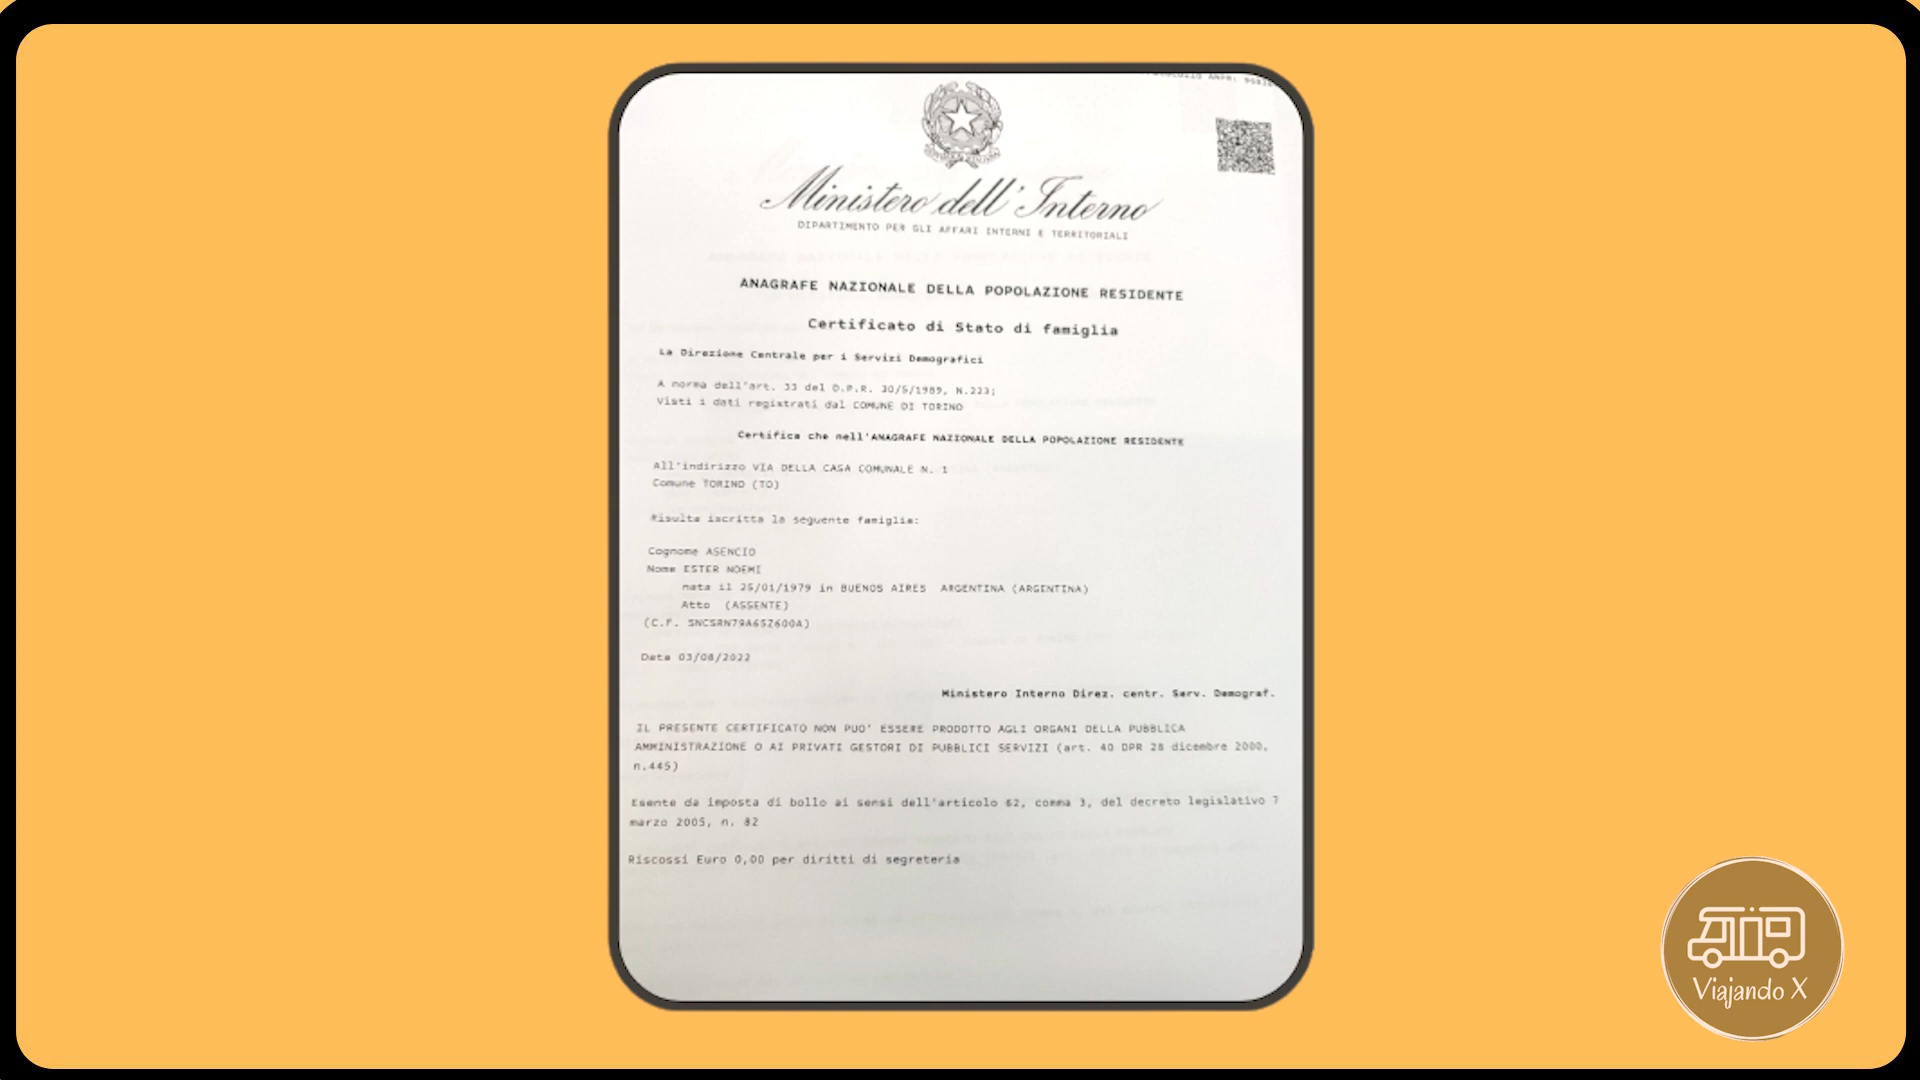 Ministero dell'Interno
DIPARTIMENTO PER GLI AFFARI INTERNI E TERRITORIALI
ANAGRAFE NAZIONALE DELLA POPOLAZIONE RESIDENTE
Certificato di Stato di famiglia
La Direzione Centrale per i Servizi Demografici
A norma dell'art. 33 del D.P.R. 30/5/1989, N.223;
Visti i dati registrati dal COMUNE DI TORINO
Certifica che nell'ANAGRAFE NAZIONALE DELLA POPOLAZIONE RESIDENTE
All'indirizzo VIA DELLA CASA COMUNALE N. 1
Comune TORINO (TO)
Risulta iscritta la seguente famiglia:
Cognome ASENCIO
Nome ESTER NOEMI
nata il 25/01/1979 in BUENOS AIRES ARGENTINA (ARGENTINA)
Atto (ASSENTE)
(C.F. SNCSRN79A65Z600A)
Data 03/08/2022
Ministero Interno Direz. centr. Serv. Demograf.
IL PRESENTE CERTIFICATO NON PUO' ESSERE PRODOTTO AGLI ORGANI DELLA PUBBLICA
AMMINISTRAZIONE O AI PRIVATI GESTORI DI PUBBLICI SERVIZI (art. 40 DPR 28 dicembre 2000,
n.445)
Esente da imposta di bollo ai sensi dell'articolo 62, comma 3, del decreto legislativo 7
marzo 2005, n. 82
Riscossi Euro 0,00 per diritti di segreteria
Viajando X